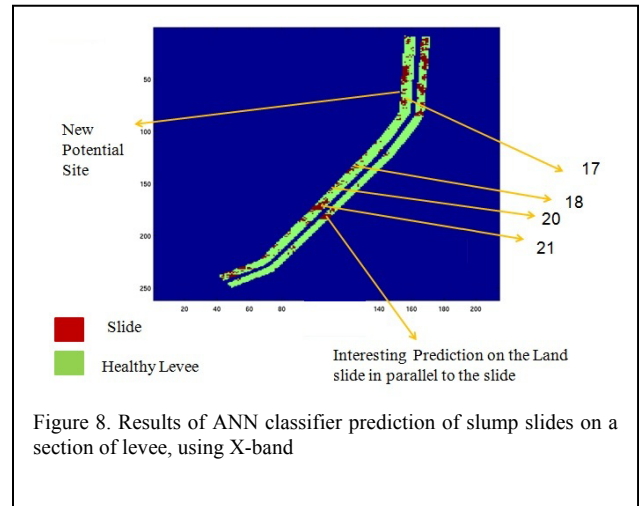 50
100
150
200
250
20
40
60
80
140
160
180
200
New
Potential
Site
17
18
20
21
Slide
Healthy Levee
Interesting Prediction on the Land
slide in parallel to the slide
Figure 8. Results of ANN classifier prediction of slump slides on a
section of levee, using X-band